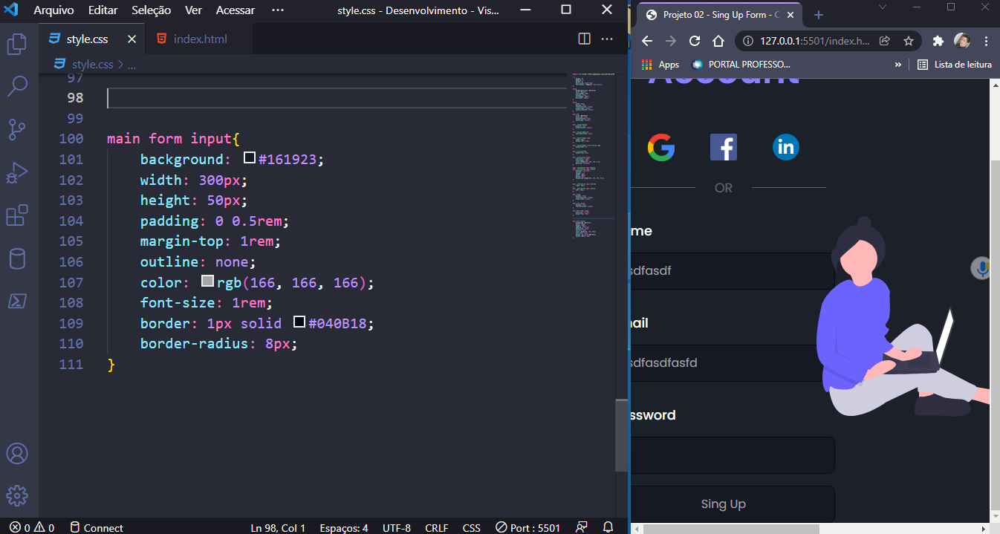 Arquivo Editar Seleção Ver Acessar ··· style.css - Desenvolvimento - Vis...
style.css index.html
style.css > ...
97
98
99
100 main form input{
101 background: #161923;
102 width: 300px;
103 height: 50px;
104 padding: 0 0.5rem;
105 margin-top: 1rem;
106 outline: none;
107 color: rgb(166, 166, 166);
108 font-size: 1rem;
109 border: 1px solid #040B18;
110 border-radius: 8px;
111 }
0 0 Connect Ln 98, Col 1 Espaços: 4 UTF-8 CRLF CSS Port : 5501
Projeto 02 - Sing Up Form - C
127.0.0.1:5501/index.h...
Apps PORTAL PROFESSO... » Lista de leitura
Account
G f in
OR
me
sdfasdf
ail
sdfasdfasfd
ssword
Sing Up